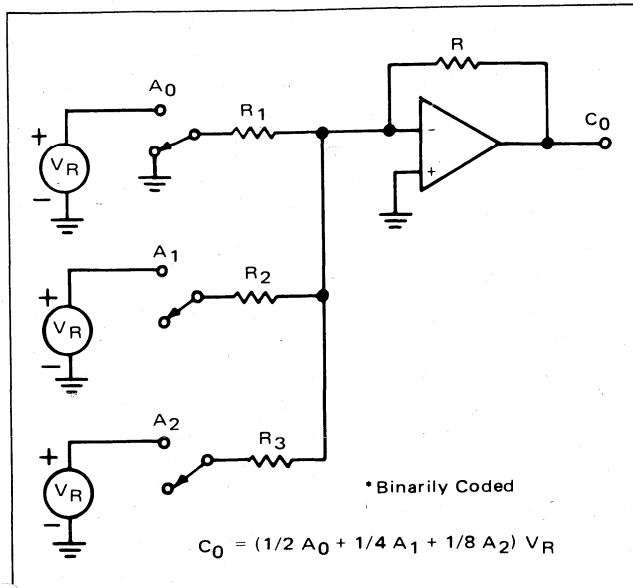 R
A0
R1
C0
+
VR
−
-
+
A1
R2
+
VR
−
A2
R3
+
VR
−
*Binarily Coded
C0 = (1/2 A0 + 1/4 A1 + 1/8 A2) VR